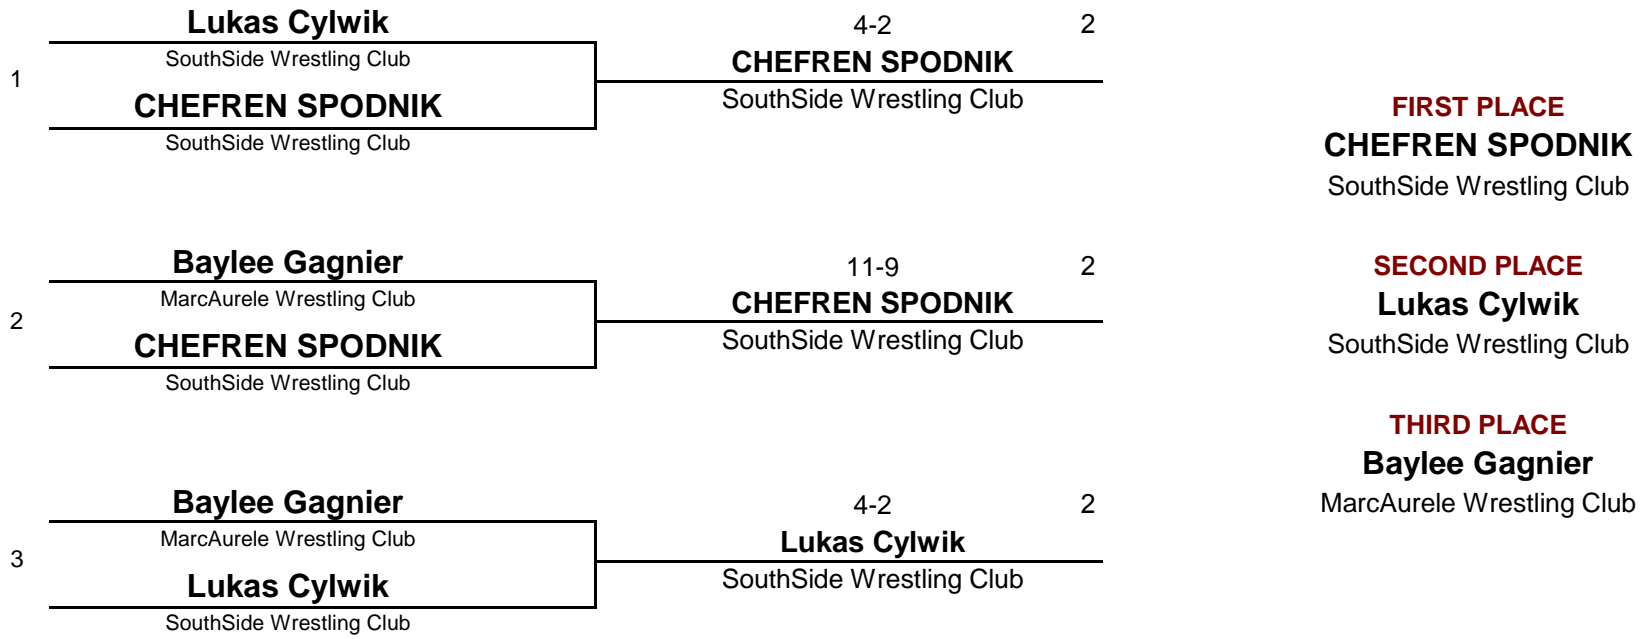 Lukas Cylwik
SouthSide Wrestling Club
1
CHEFREN SPODNIK
SouthSide Wrestling Club
4-2 2
CHEFREN SPODNIK
SouthSide Wrestling Club
Baylee Gagnier
MarcAurele Wrestling Club
2
CHEFREN SPODNIK
SouthSide Wrestling Club
11-9 2
CHEFREN SPODNIK
SouthSide Wrestling Club
Baylee Gagnier
MarcAurele Wrestling Club
3
Lukas Cylwik
SouthSide Wrestling Club
4-2 2
Lukas Cylwik
SouthSide Wrestling Club
FIRST PLACE
CHEFREN SPODNIK
SouthSide Wrestling Club
SECOND PLACE
Lukas Cylwik
SouthSide Wrestling Club
THIRD PLACE
Baylee Gagnier
MarcAurele Wrestling Club